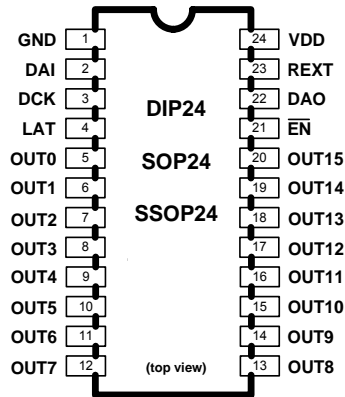 GND 1 24 VDD
DAI 2 23 REXT
DCK 3 22 DAO
DIP24
LAT 4 21 EN
OUT0 5 20 OUT15
SOP24
OUT1 6 19 OUT14
OUT2 7 18 OUT13
SSOP24
OUT3 8 17 OUT12
OUT4 9 16 OUT11
OUT5 10 15 OUT10
OUT6 11 14 OUT9
OUT7 12 (top view) 13 OUT8